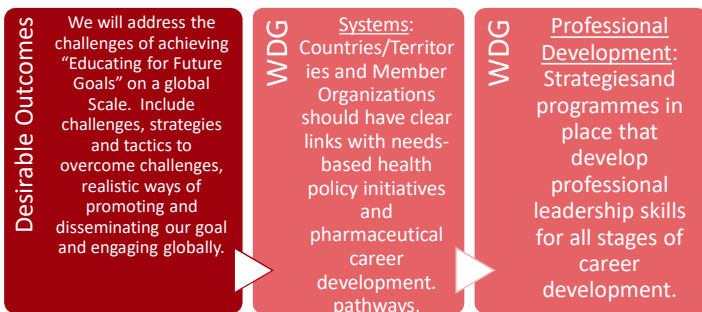 Desirable Outcomes
We will address the
challenges of achieving
“Educating for Future
Goals” on a global
Scale. Include
challenges, strategies
and tactics to
overcome challenges,
realistic ways of
promoting and
disseminating our goal
and engaging globally.
WDG
Systems:
Countries/Territor
ies and Member
Organizations
should have clear
links with needs-
based health
policy initiatives
and
pharmaceutical
career
development.
pathways.
WDG
Professional
Development:
Strategiesand
programmes in
place that
develop
professional
leadership skills
for all stages of
career
development.